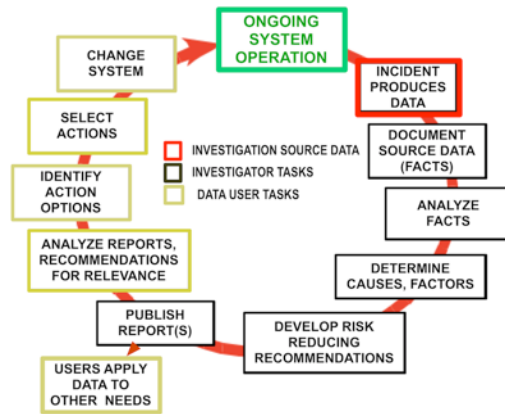 ONGOING
SYSTEM
OPERATION
INCIDENT
PRODUCES
DATA
DOCUMENT
SOURCE DATA
(FACTS)
ANALYZE
FACTS
DETERMINE
CAUSES, FACTORS
DEVELOP RISK
REDUCING
RECOMMENDATIONS
PUBLISH
REPORT(S)
USERS APPLY
DATA TO
OTHER NEEDS
ANALYZE REPORTS,
RECOMMENDATIONS
FOR RELEVANCE
IDENTIFY
ACTION
OPTIONS
SELECT
ACTIONS
CHANGE
SYSTEM
INVESTIGATION SOURCE DATA
INVESTIGATOR TASKS
DATA USER TASKS